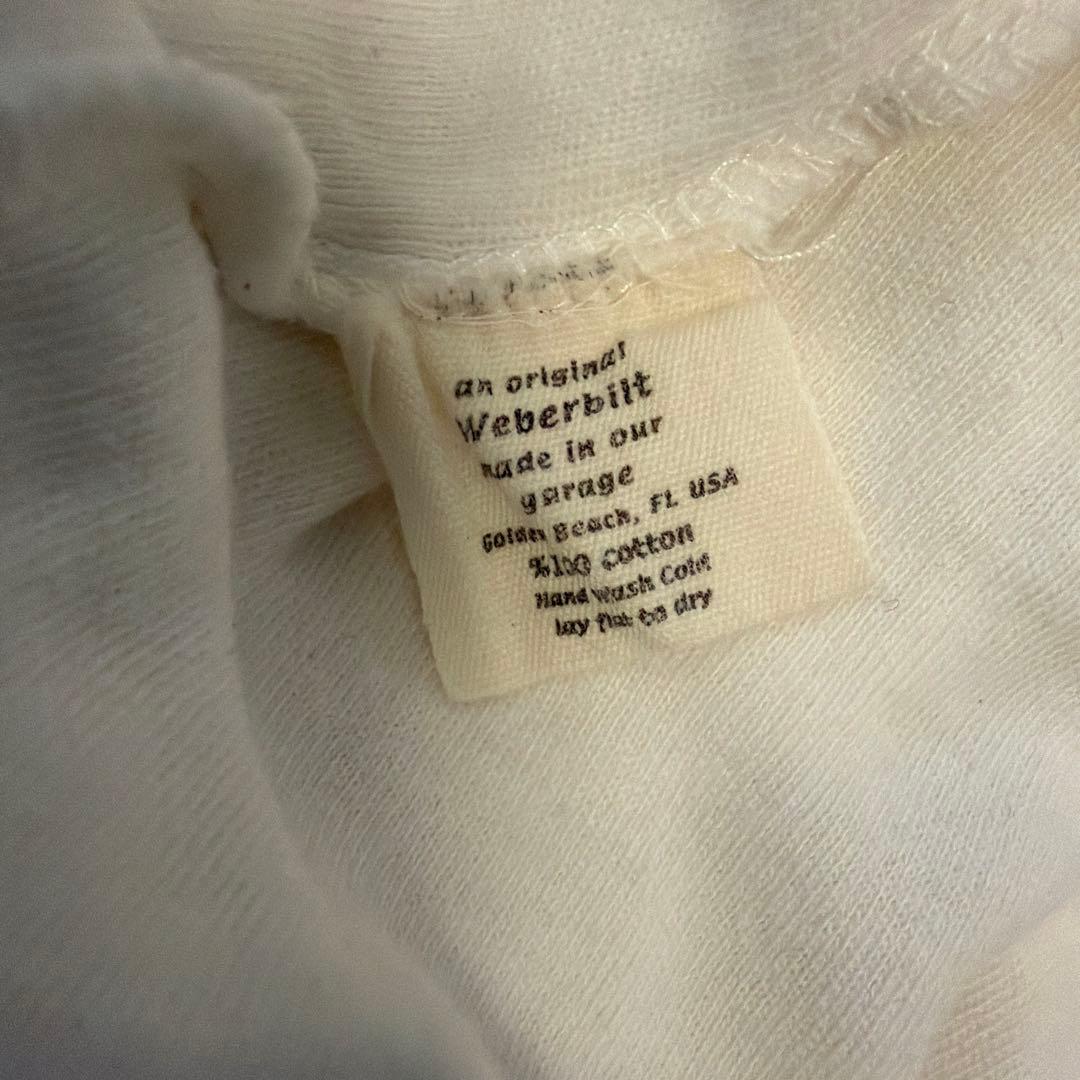 an original
Weberbilt
made in our
garage
Golden Beach, FL USA
%100 cotton
Hand Wash Cold
lay flat to dry